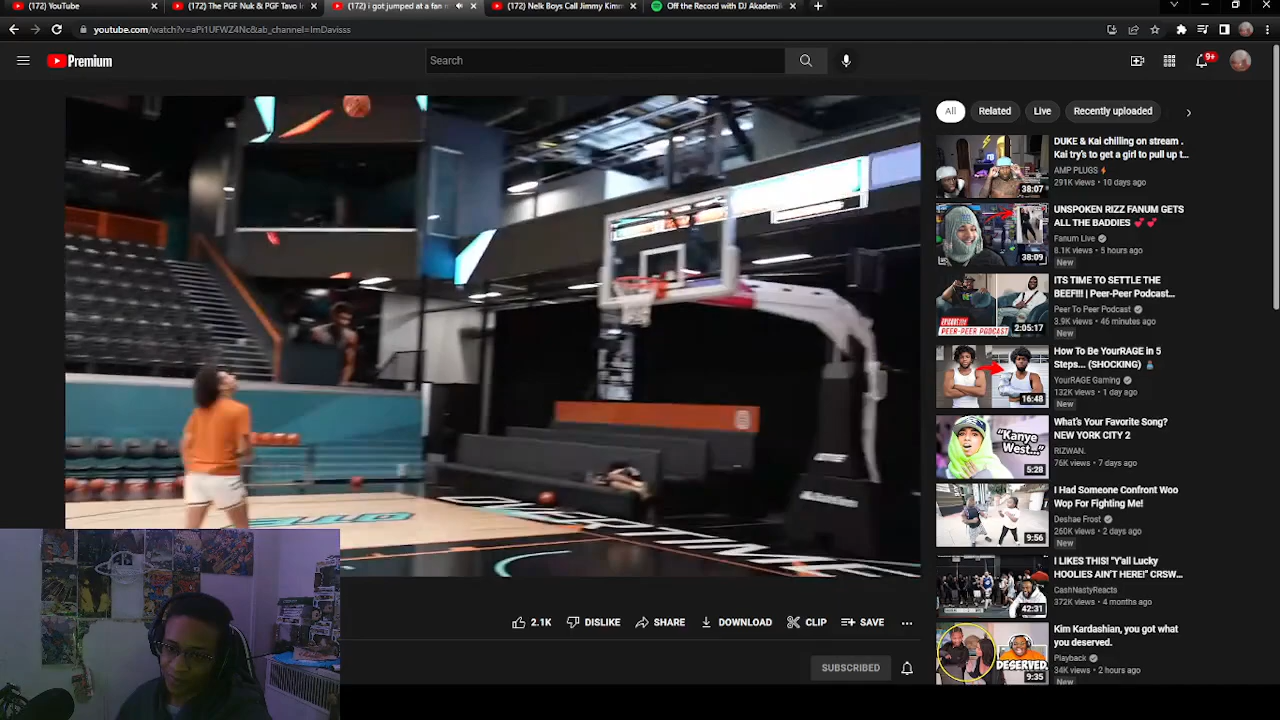 (172) YouTube
(172) The PGF Nuk & PGF Tavo In
(172) i got jumped at a fan m
(172) Nelk Boys Call Jimmy Kimm
Off the Record with DJ Akademik
youtube.com/watch?v=aPi1UFWZ4Nc&ab_channel=ImDavisss
Premium
Search
9+
All
Related
Live
Recently uploaded
DUKE & Kai chilling on stream .
Kai try's to get a girl to pull up t...
AMP PLUGS
291K views • 10 days ago
38:07
UNSPOKEN RIZZ FANUM GETS
ALL THE BADDIES
Fanum Live
8.1K views • 5 hours ago
New
38:09
ITS TIME TO SETTLE THE
BEEF!!! | Peer-Peer Podcast...
Peer To Peer Podcast
3.9K views • 46 minutes ago
New
PEER-PEER PODCAST
2:05:17
How To Be YourRAGE in 5
Steps... (SHOCKING)
YourRAGE Gaming
132K views • 1 day ago
New
16:48
What's Your Favorite Song?
NEW YORK CITY 2
RIZWAN.
76K views • 7 days ago
"Kanye
West..."
5:28
I Had Someone Confront Woo
Wop For Fighting Me!
Deshae Frost
260K views • 2 days ago
New
9:56
I LIKES THIS! "Y'all Lucky
HOOLIES AIN'T HERE!" CRSW...
CashNastyReacts
372K views • 4 months ago
42:31
Kim Kardashian, you got what
you deserved.
Playback
34K views • 2 hours ago
New
DESERVED.
9:35
OVERTIME
OTE
2.1K
DISLIKE
SHARE
DOWNLOAD
CLIP
SAVE
SUBSCRIBED